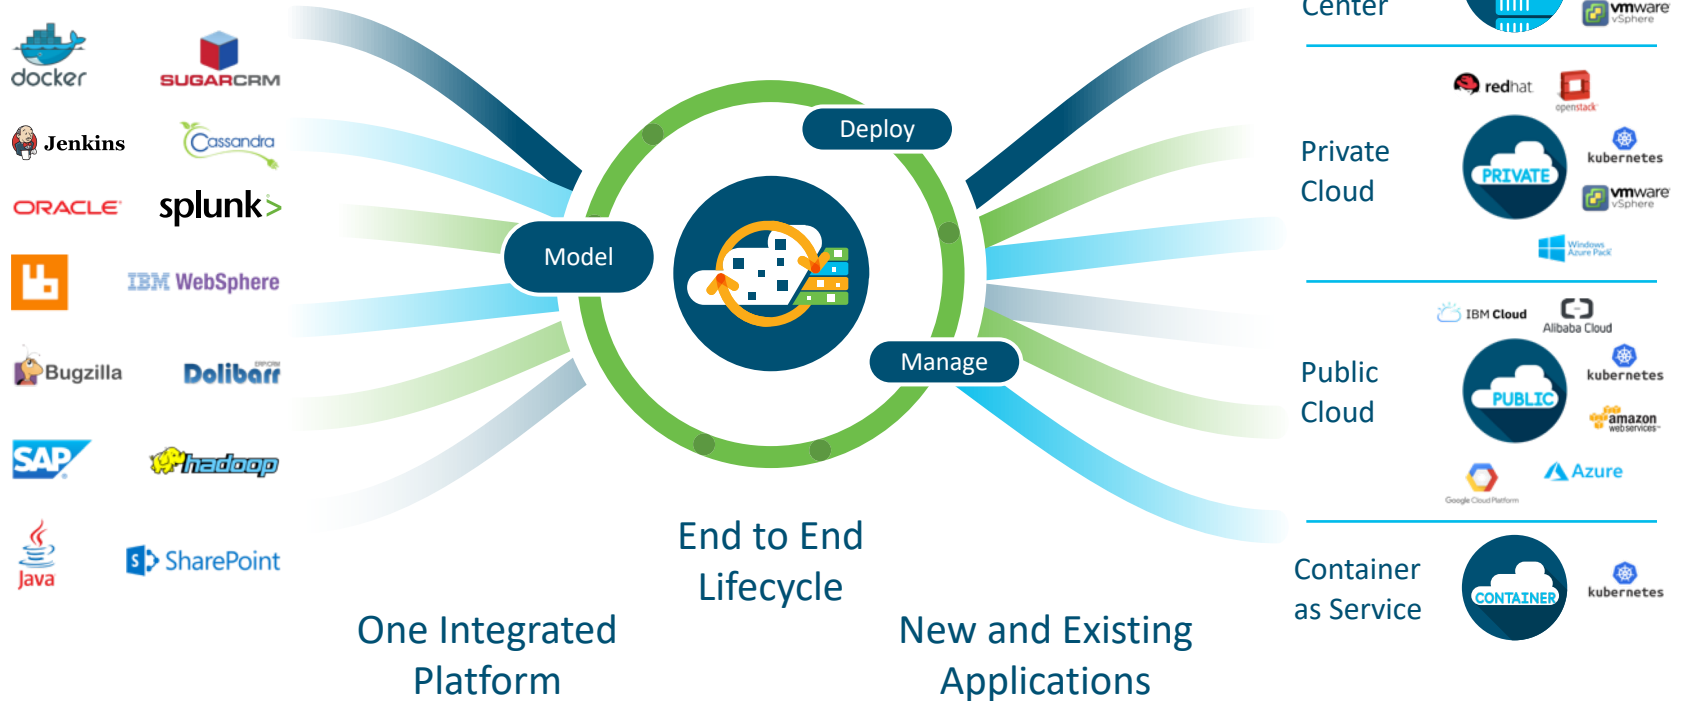 docker
SUGARCRM
Jenkins
Cassandra
ORACLE
splunk>
IBM WebSphere
Bugzilla
Dolibarr
SAP
hadoop
Java
SharePoint
Model
Deploy
Manage
End to End
Lifecycle
One Integrated
Platform
New and Existing
Applications
Center
vmware
vSphere
redhat
openstack
Private
Cloud
PRIVATE
kubernetes
vmware
vSphere
Windows
Azure Pack
IBM Cloud
Alibaba Cloud
Public
Cloud
PUBLIC
kubernetes
amazon
webservices
Google Cloud Platform
Azure
Container
as Service
CONTAINER
kubernetes